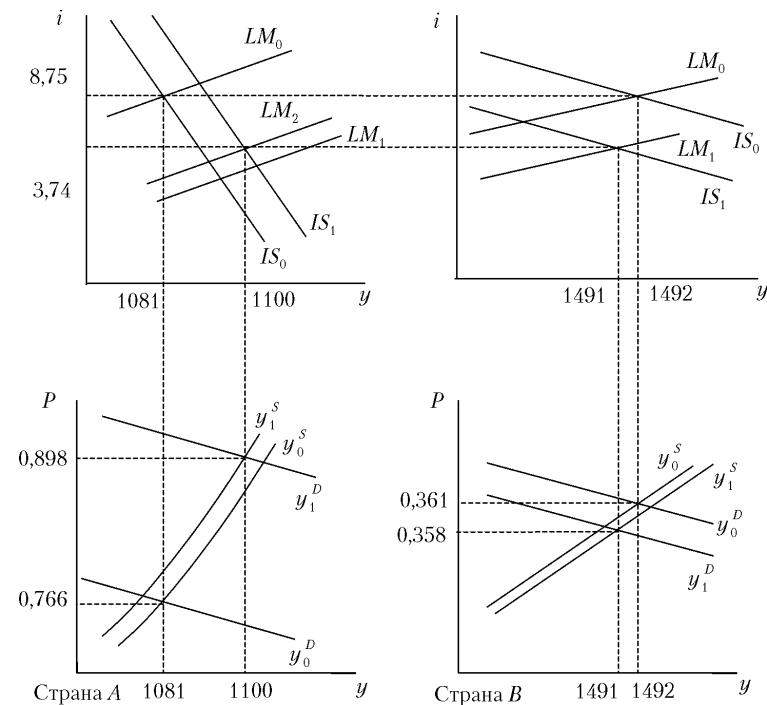 i
LM0
8,75
LM2
LM1
3,74
IS1
IS0
1081
1100
y
i
LM0
IS0
LM1
IS1
1491
1492
y
P
y1S
y0S
0,898
y1D
0,766
y0D
Страна A
1081
1100
y
P
y0S
y1S
0,361
y0D
0,358
y1D
Страна B
1491
1492
y